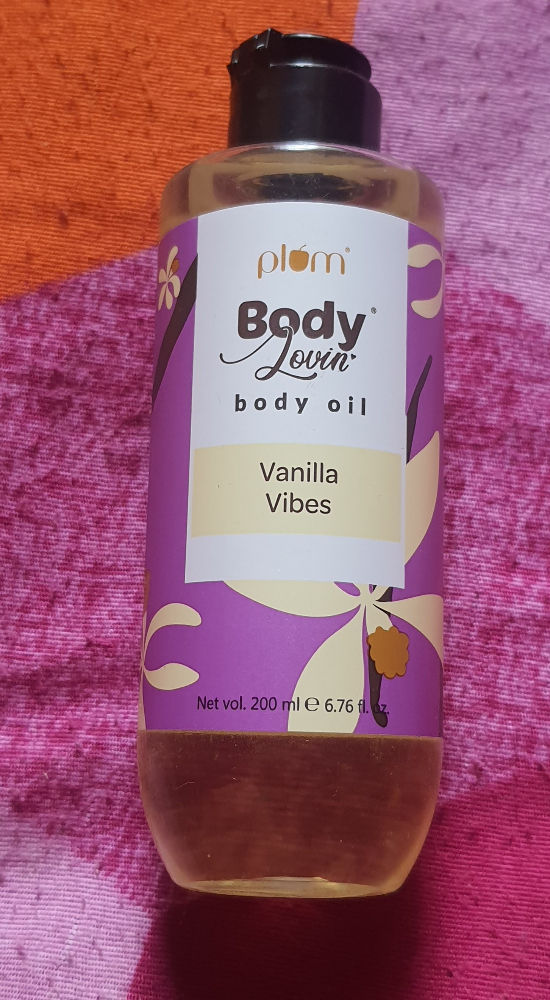 plum®
Body®
Lovin'
body oil
Vanilla
Vibes
Net vol. 200 ml ℮ 6.76 fl. oz.